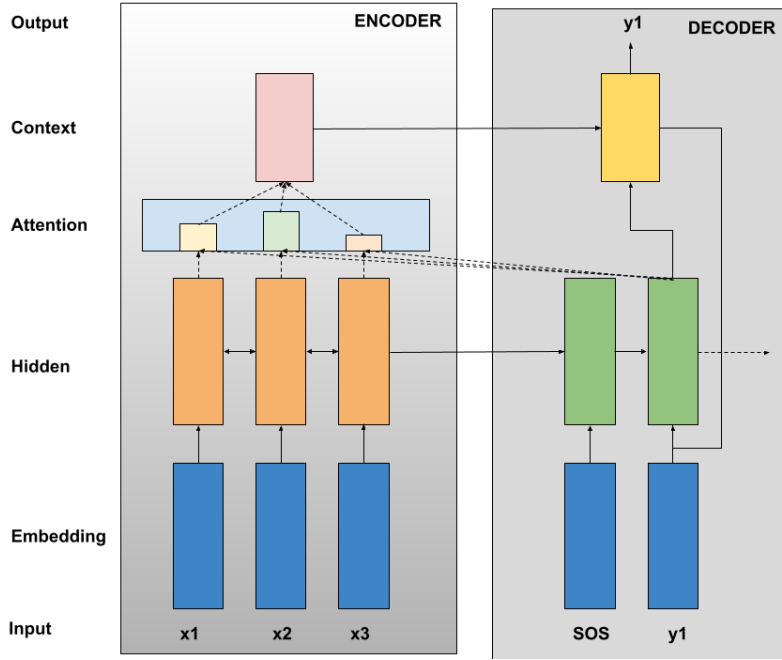 Output
ENCODER
y1
DECODER
Context
Attention
Hidden
Embedding
Input
x1
x2
x3
SOS
y1